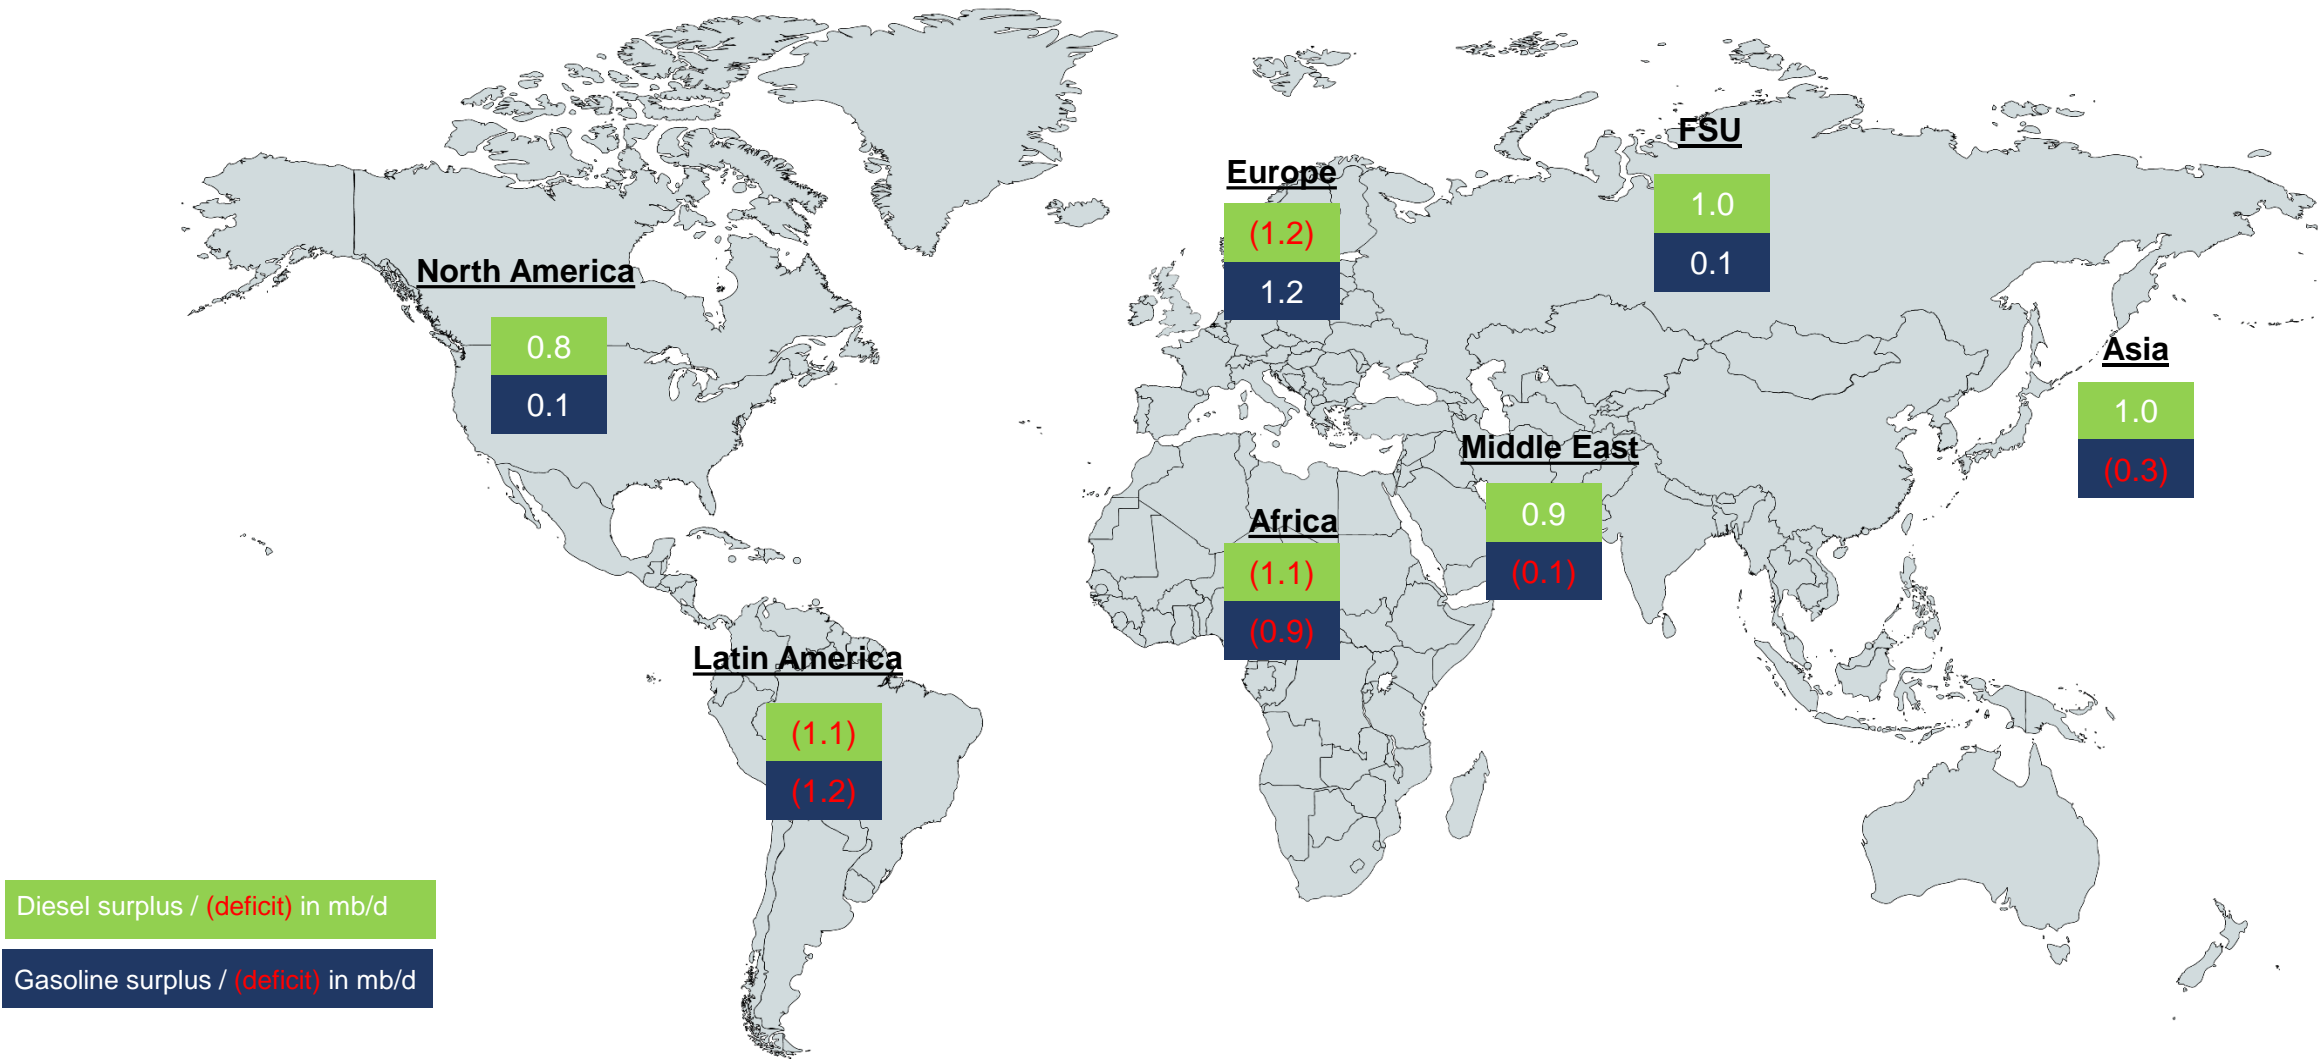 FSU
1.0
0.1
Europe
(1.2)
1.2
North America
0.8
0.1
Asia
1.0
(0.3)
Middle East
0.9
(0.1)
Africa
(1.1)
(0.9)
Latin America
(1.1)
(1.2)
Diesel surplus / (deficit) in mb/d
Gasoline surplus / (deficit) in mb/d